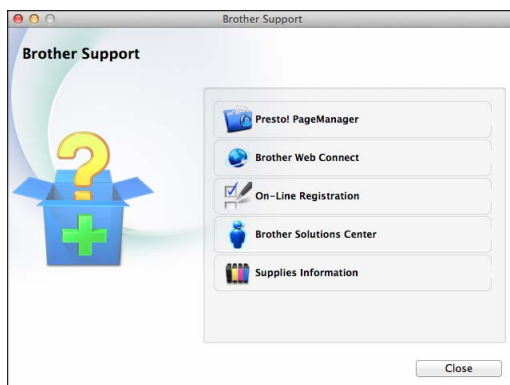 Brother Support
Brother Support
Presto! PageManager
Brother Web Connect
On-Line Registration
Brother Solutions Center
Supplies Information
Close